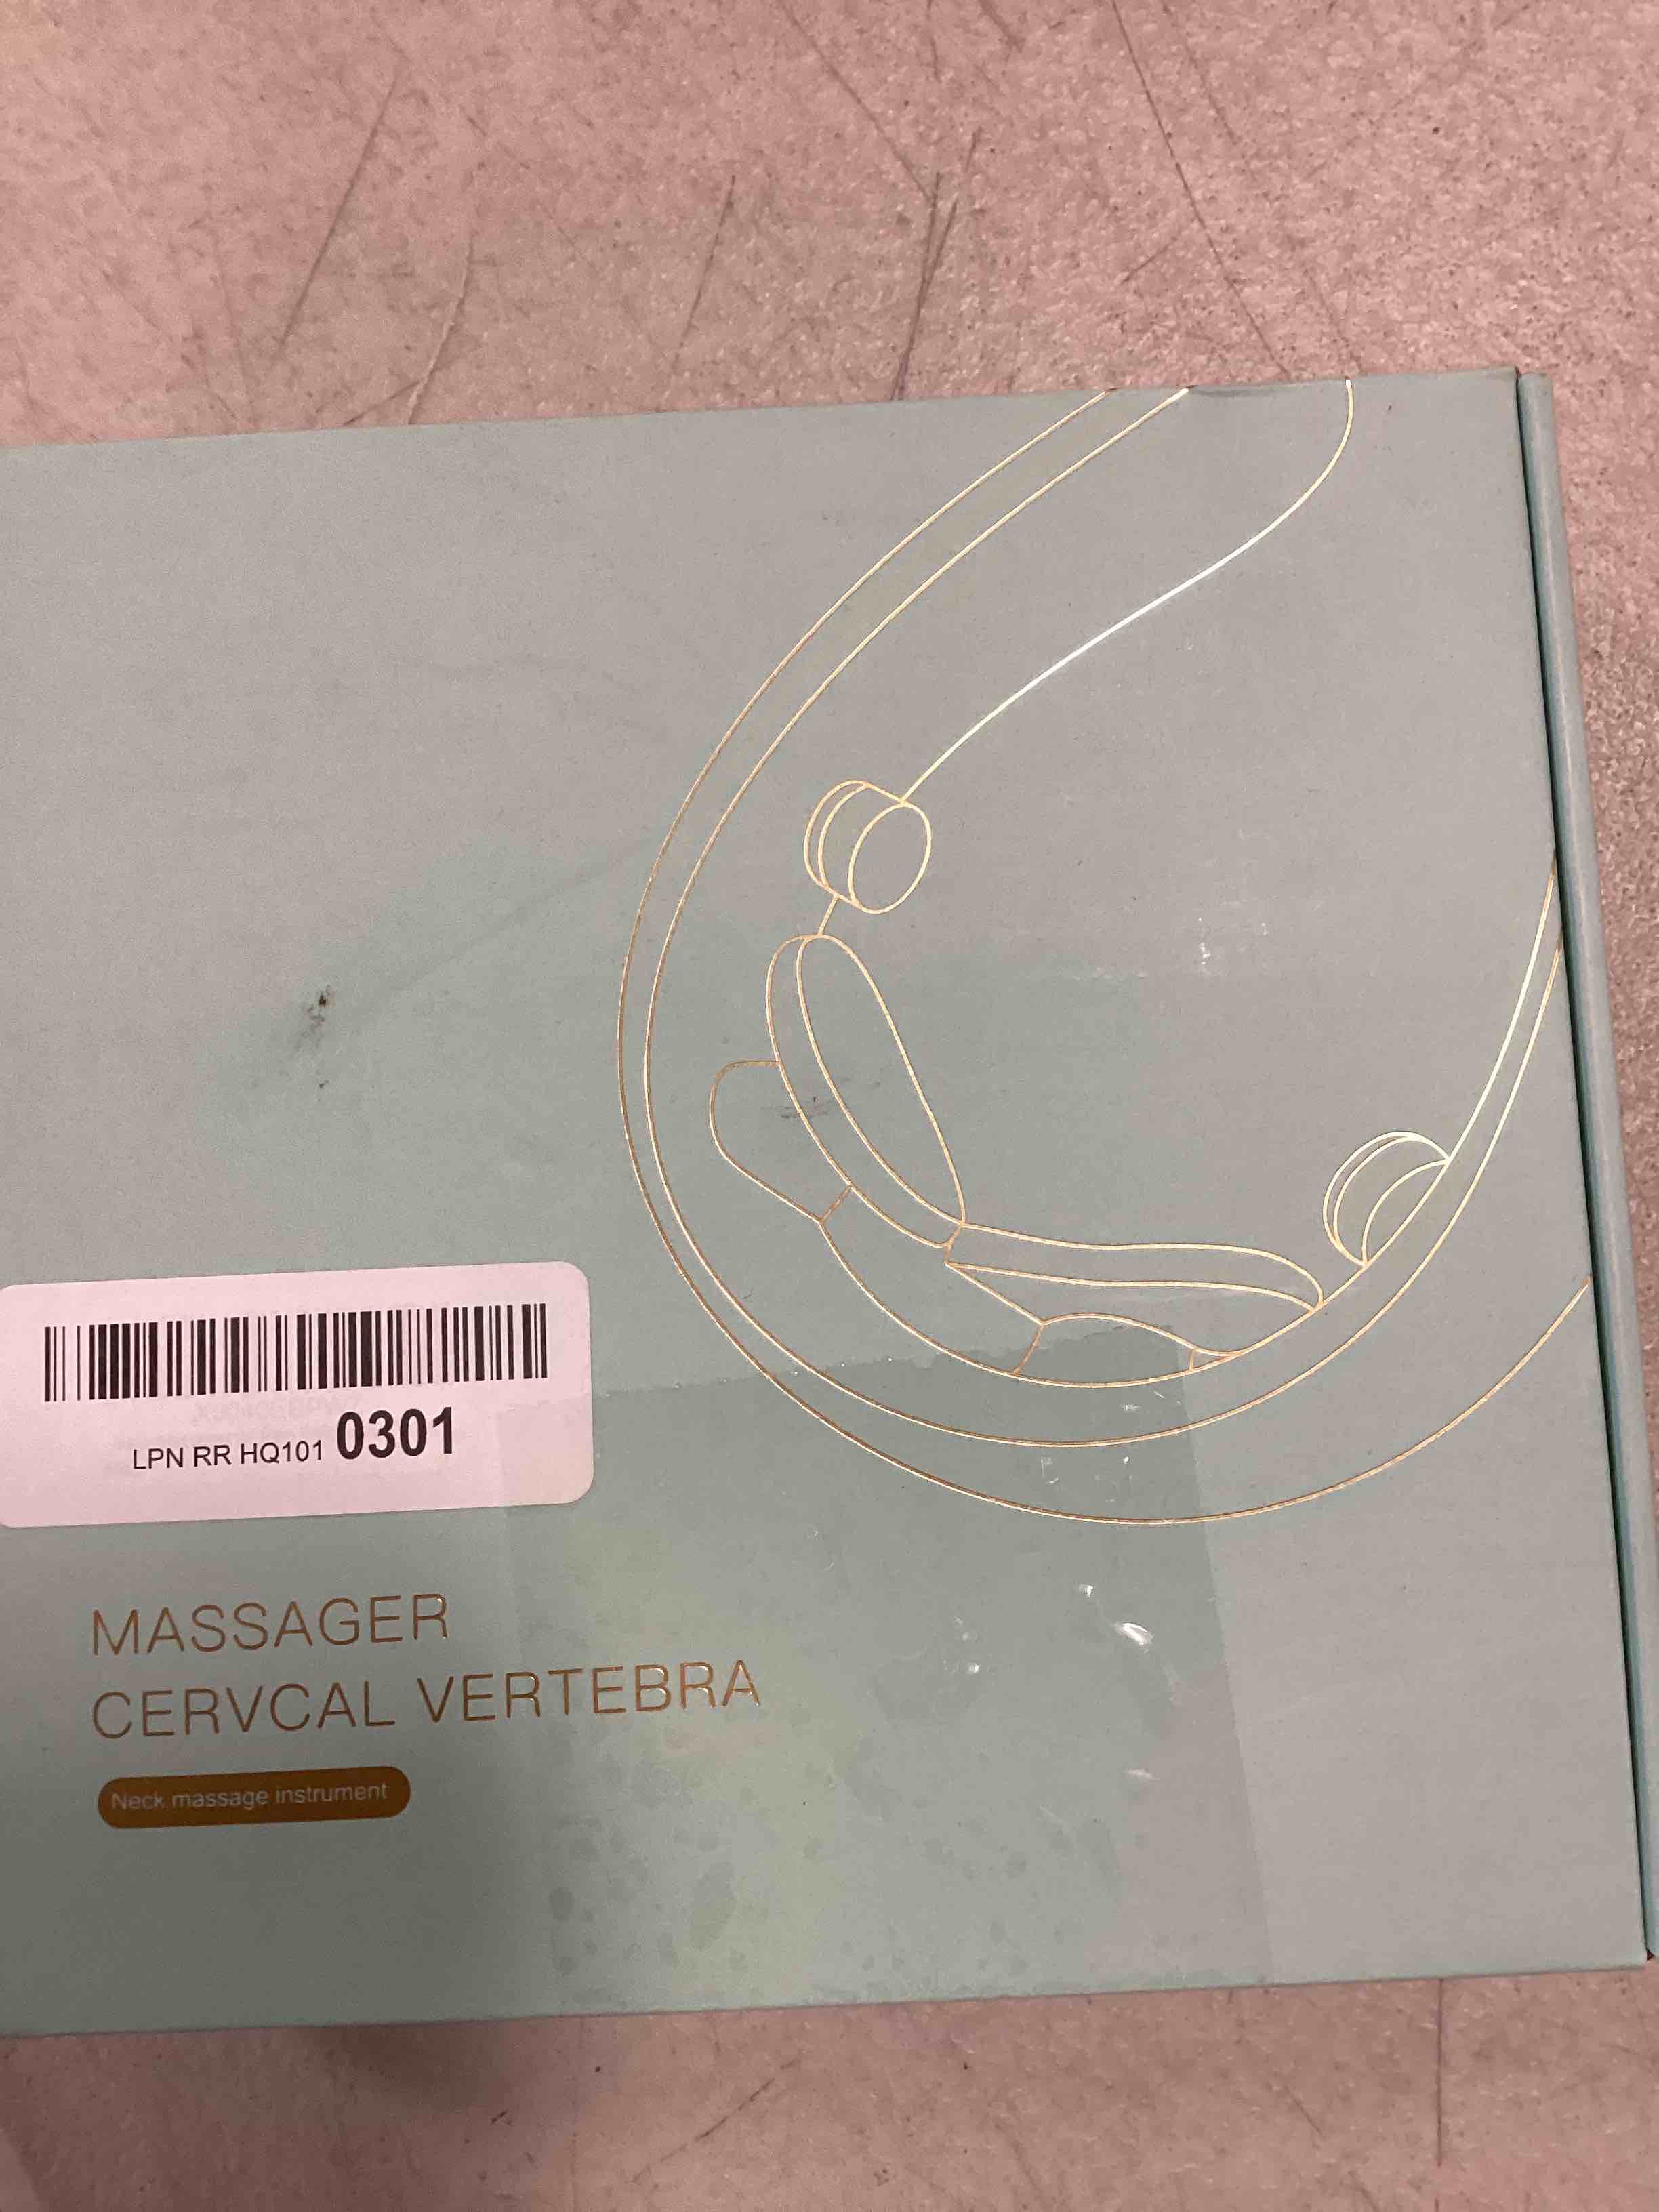 LPN RR HQ101 0301
MASSAGER
CERVCAL VERTEBRA
Neck massage instrument